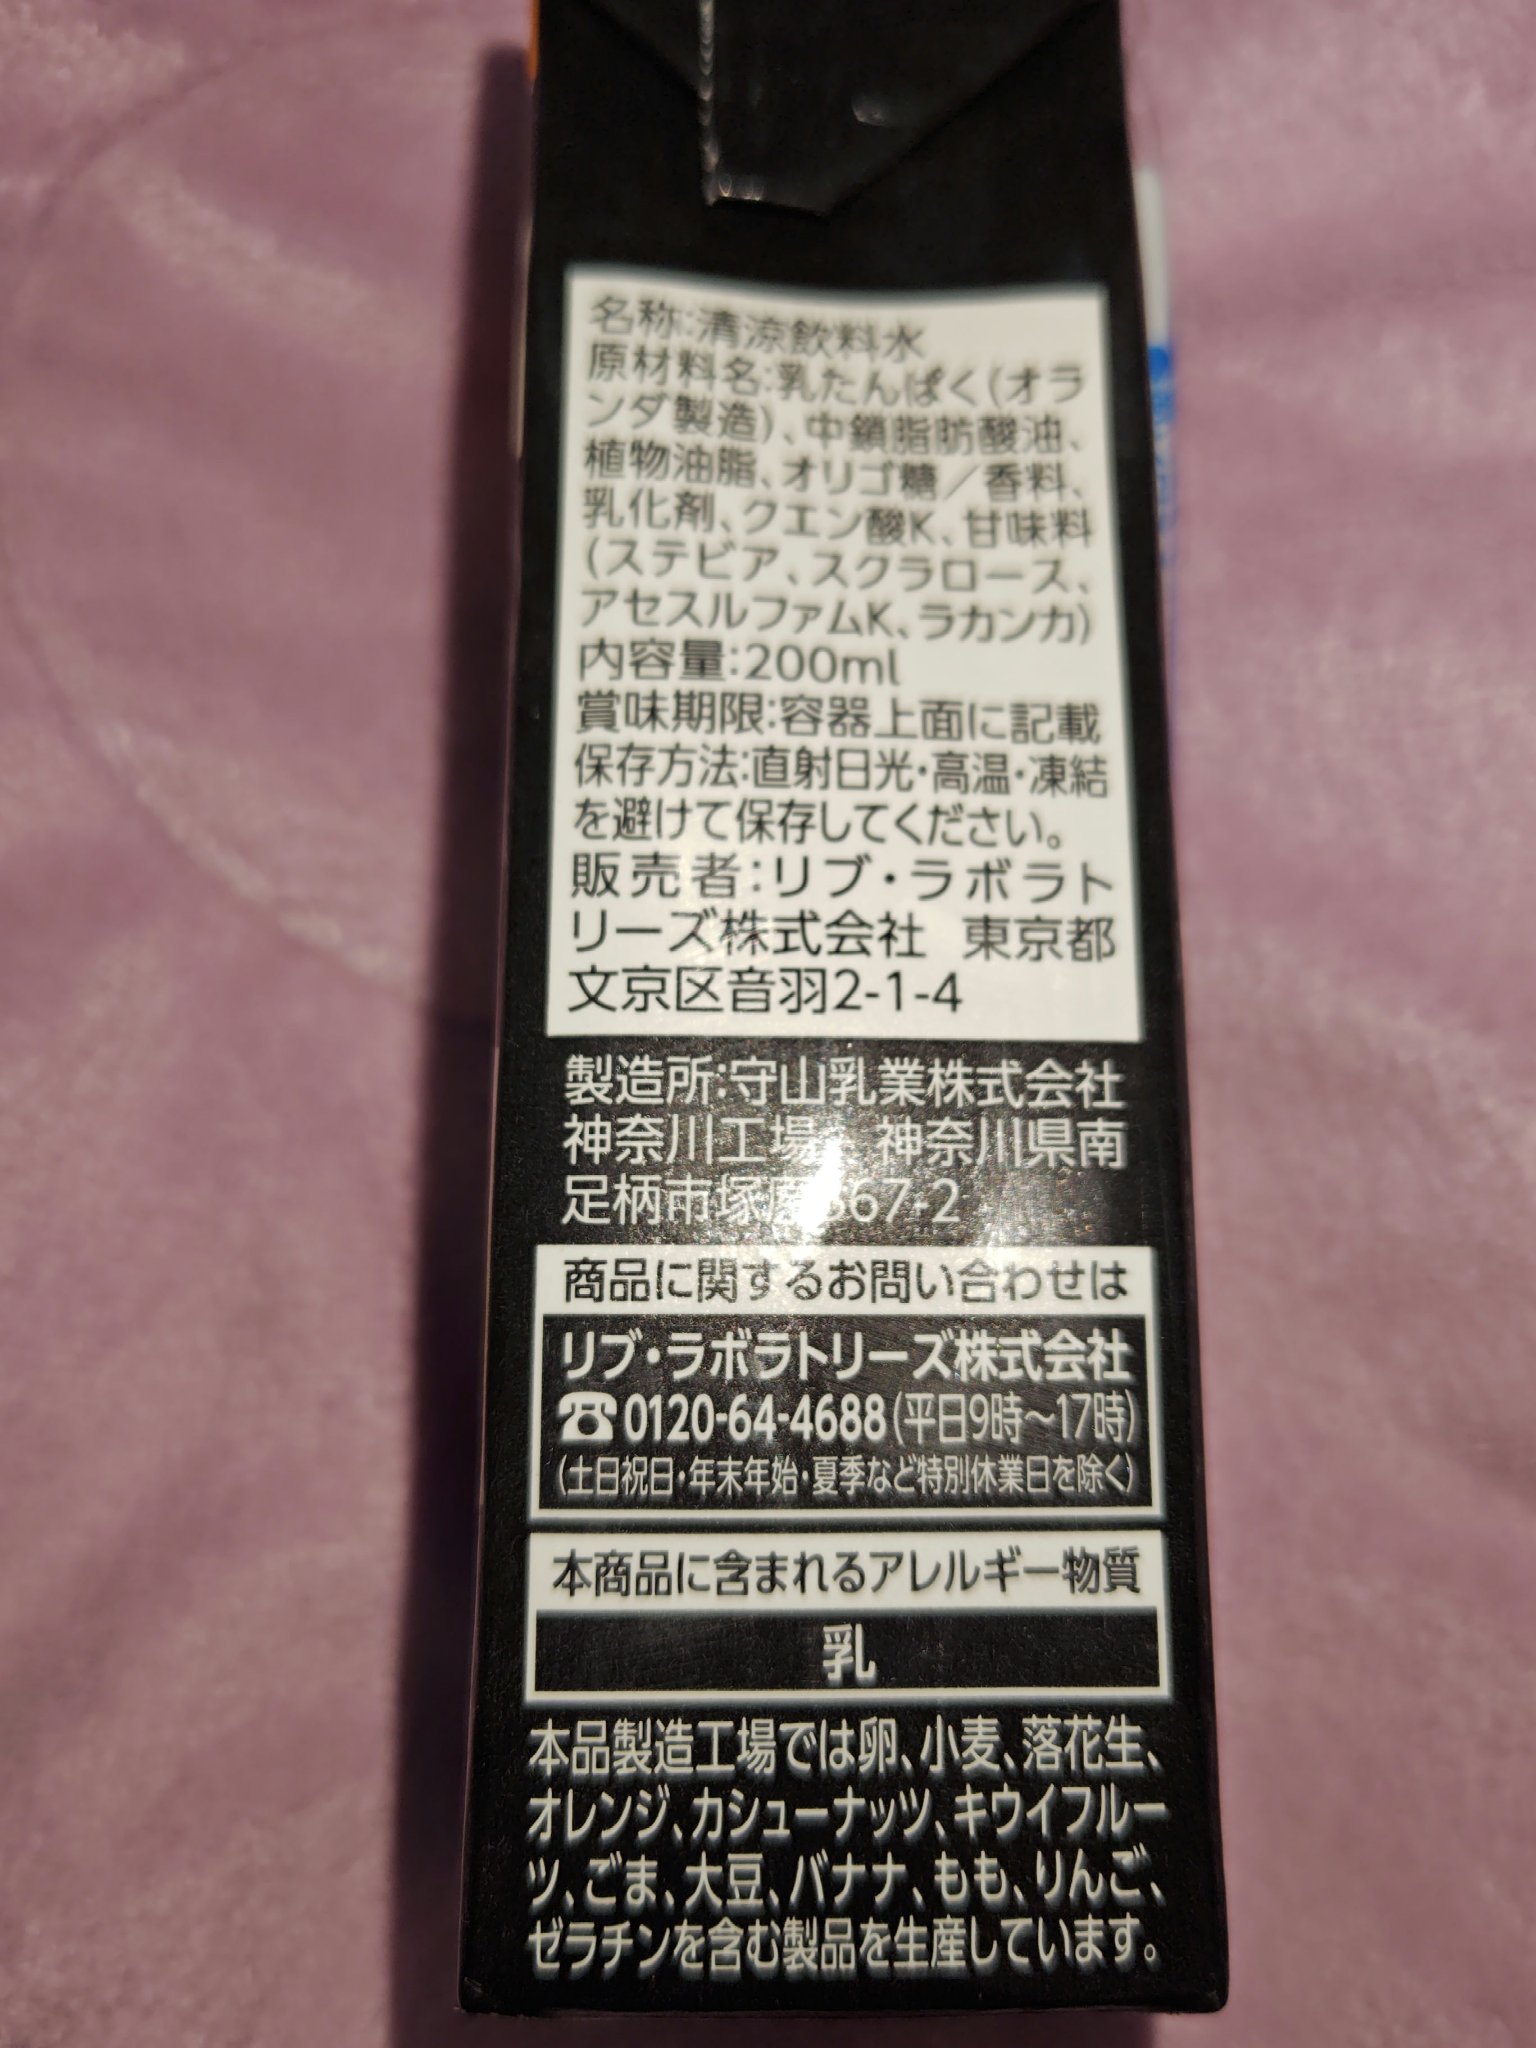 名称:清涼飲料水
原材料名:乳たんぱく(オラ
ンダ製造)、中鎖脂肪酸油、
植物油脂、オリゴ糖/香料、
乳化剤、クエン酸K、甘味料
(ステビア、スクラロース、
アセスルファムK、ラカンカ)
内容量:200ml
賞味期限:容器上面に記載
保存方法:直射日光・高温・凍結
を避けて保存してください。
販売者:リブ・ラボラト
リーズ株式会社 東京都
文京区音羽2-1-4
製造所:守山乳業株式会社
神奈川工場 神奈川県南
足柄市塚原867-2
商品に関するお問い合わせは
リブ・ラボラトリーズ株式会社
☎0120-64-4688(平日9時～17時)
(土日祝日・年末年始・夏季など特別休業日を除く)
本商品に含まれるアレルギー物質
乳
本品製造工場では卵、小麦、落花生、
オレンジ、カシューナッツ、キウイフルー
ツ、ごま、大豆、バナナ、もも、りんご、
ゼラチンを含む製品を生産しています。